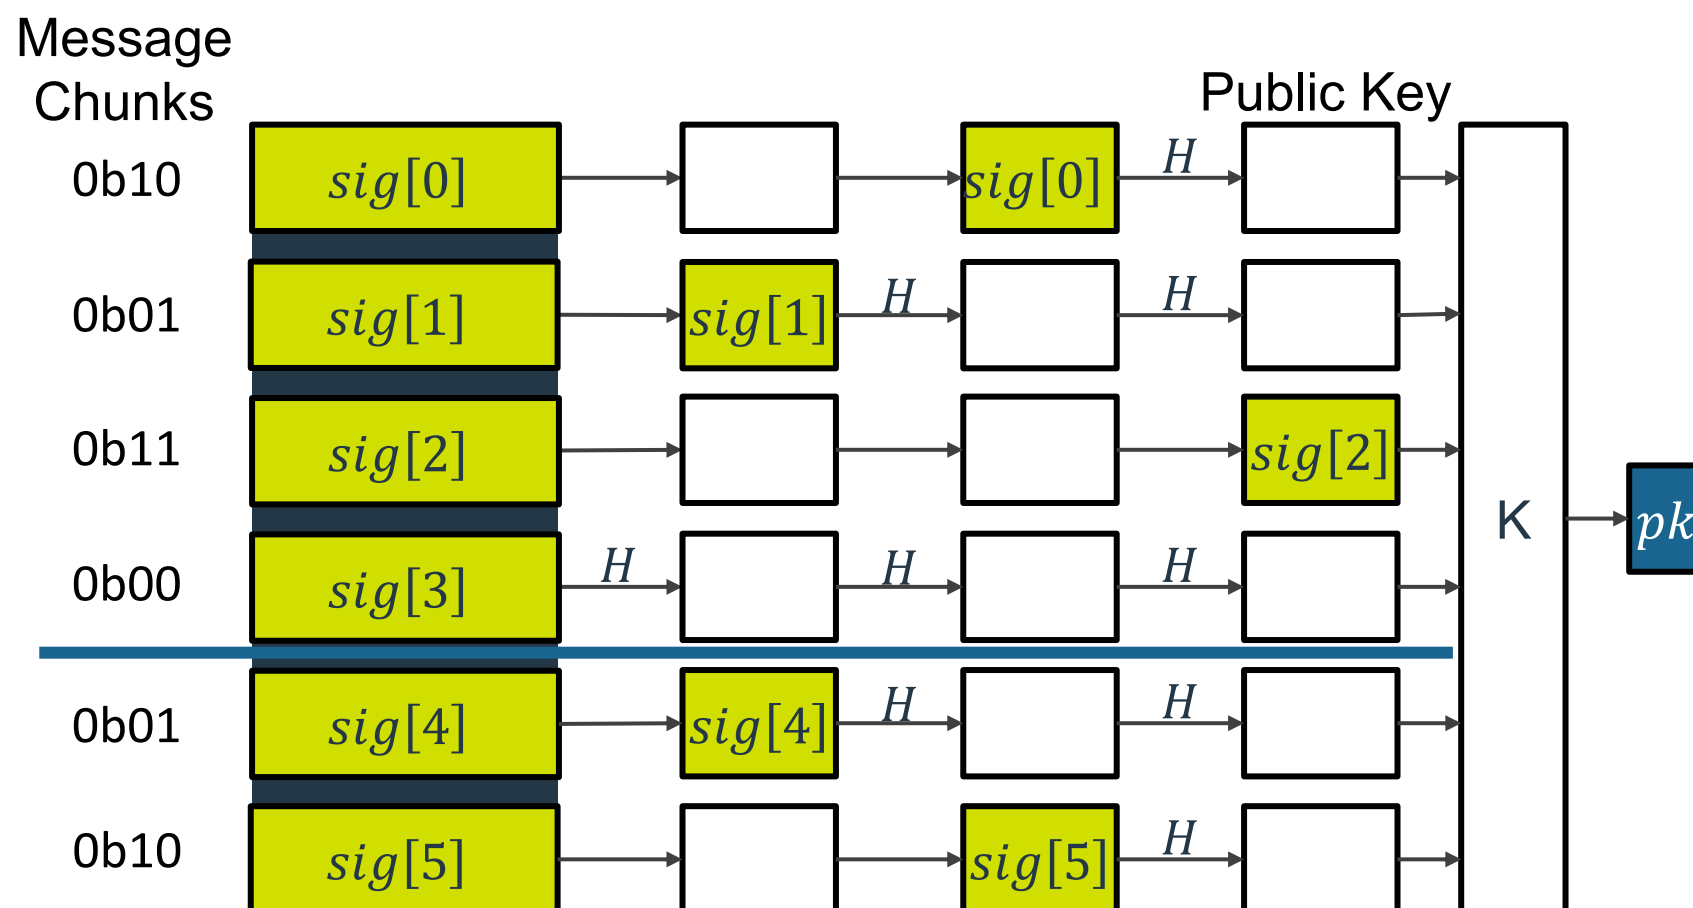 Message
Chunks
Public Key
0b10 sig[0] sig[0] H
0b01 sig[1] sig[1] H H
0b11 sig[2] sig[2]
K pk
0b00 sig[3] H H H
0b01 sig[4] sig[4] H H
0b10 sig[5] sig[5] H